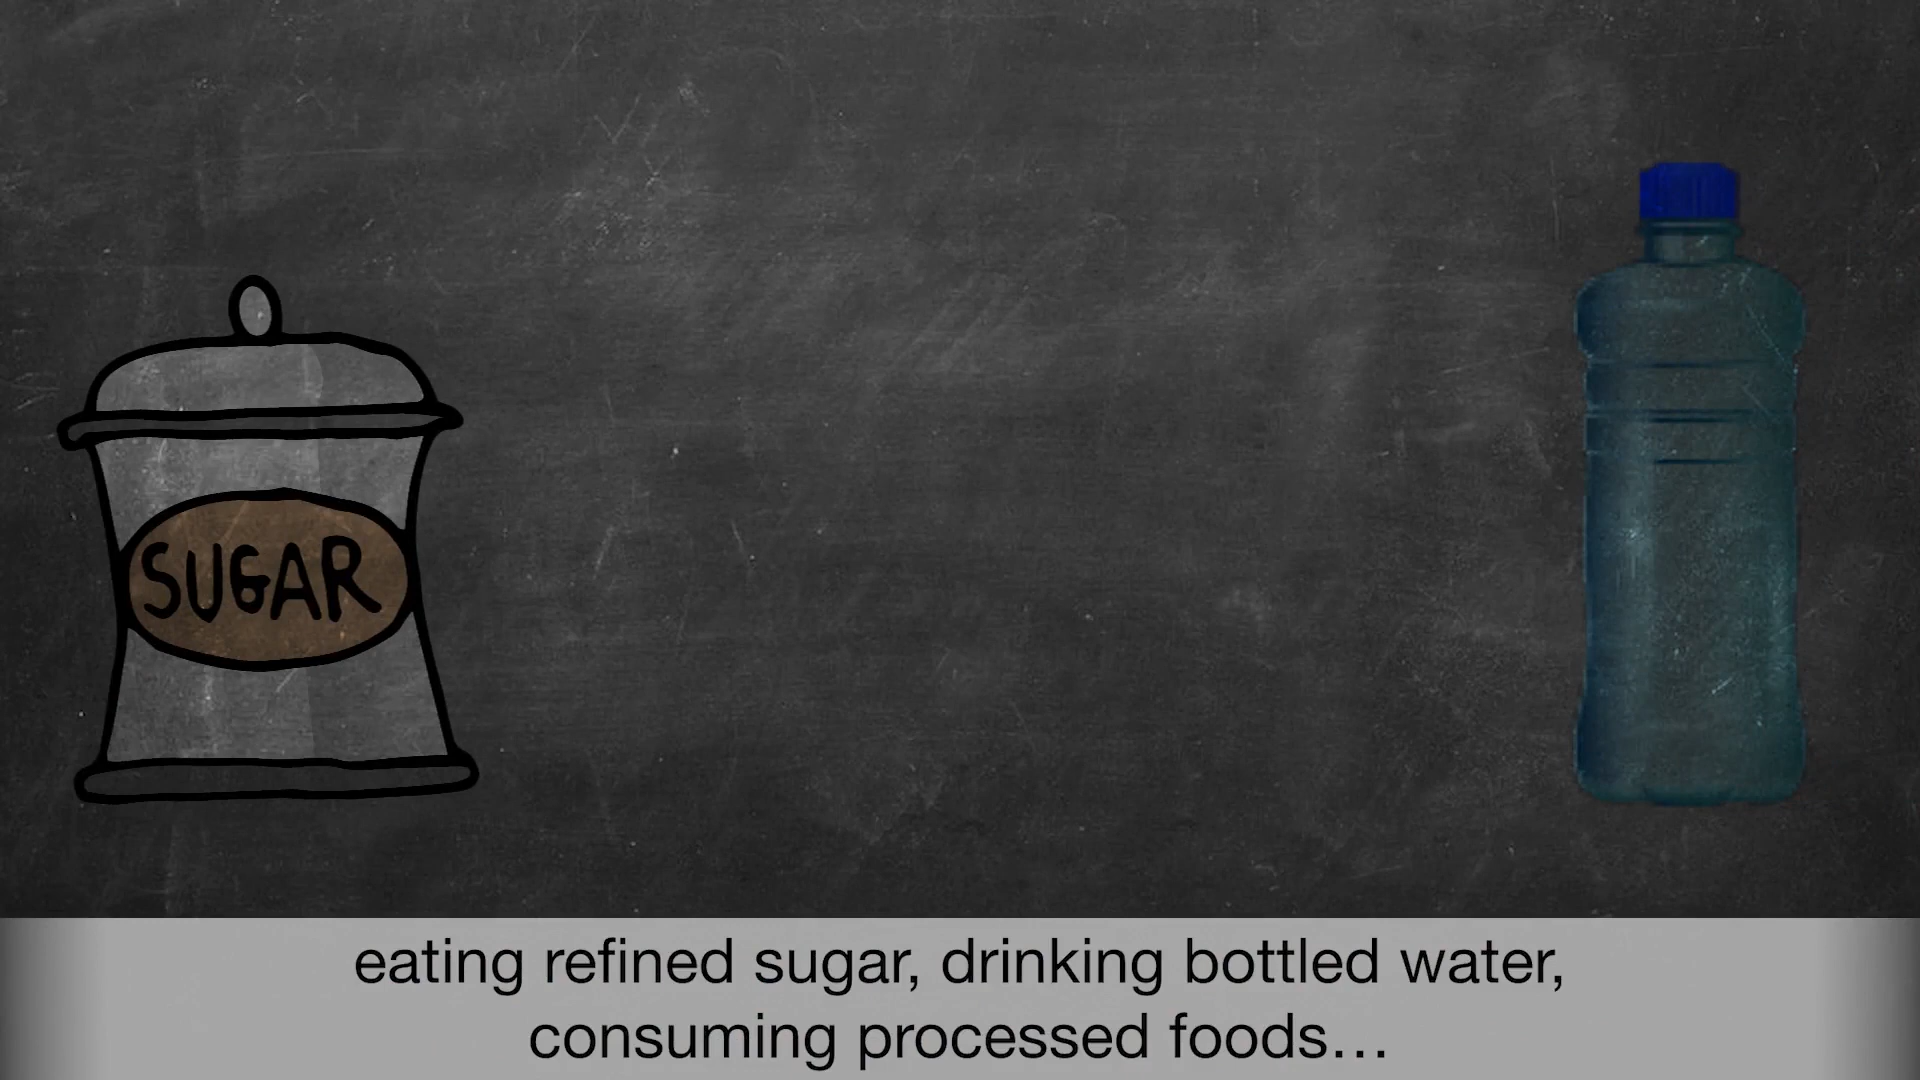 SUGAR
eating refined sugar, drinking bottled water,
consuming processed foods…